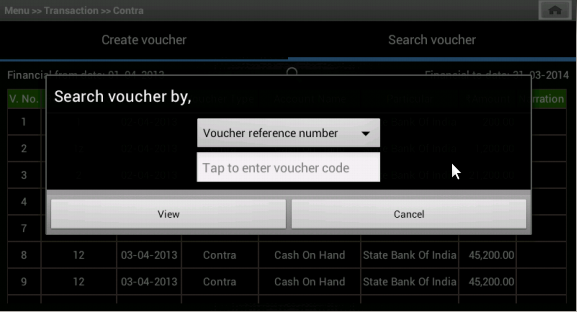 Menu >> Transaction >> Contra
Create voucher
Search voucher
Financial from date: 01-04-2013
Financial to date: 31-03-2014
V. No.
Search voucher by,
Voucher reference number
Tap to enter voucher code
View
Cancel
1
2
3
4
7
8 12 03-04-2013 Contra Cash On Hand State Bank Of India 45,200.00
9 12 03-04-2013 Contra Cash On Hand State Bank Of India 45,200.00